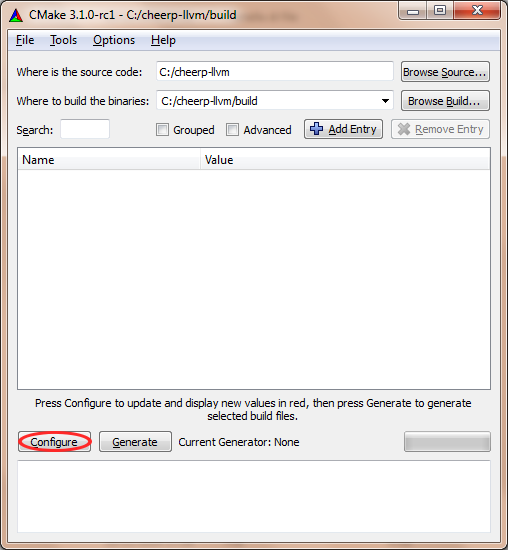 CMake 3.1.0-rc1 - C:/cheerp-llvm/build
File Tools Options Help
Where is the source code: C:/cheerp-llvm Browse Source...
Where to build the binaries: C:/cheerp-llvm/build Browse Build...
Search: Grouped Advanced Add Entry Remove Entry
Name Value
Press Configure to update and display new values in red, then press Generate to generate
selected build files.
Configure Generate Current Generator: None